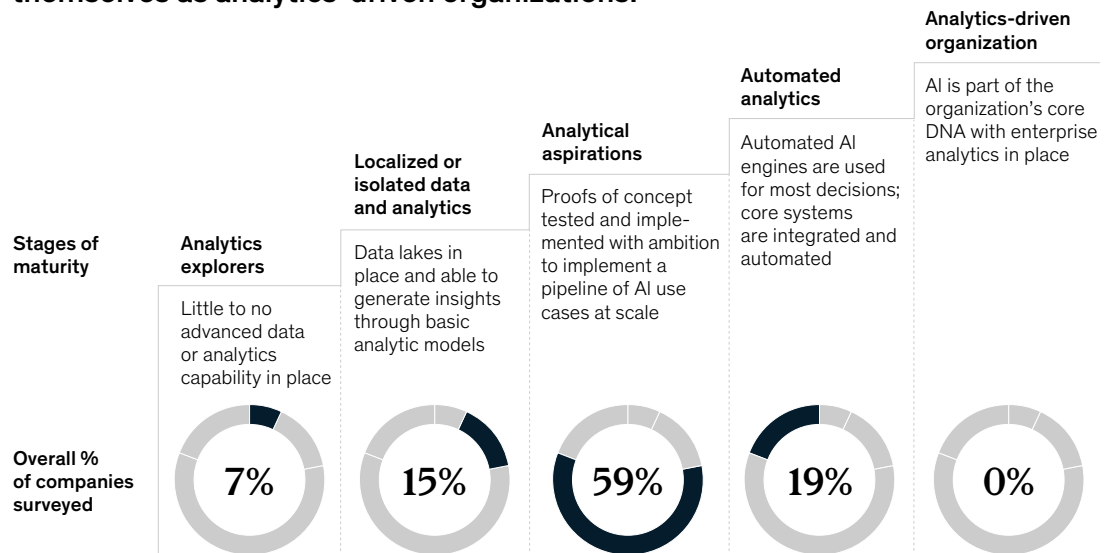 themselves as analytics-driven organizations.
Stages of
maturity
Analytics
explorers
Little to no
advanced data
or analytics
capability in place
Localized or
isolated data
and analytics
Data lakes in
place and able to
generate insights
through basic
analytic models
Analytical
aspirations
Proofs of concept
tested and imple-
mented with ambition
to implement a
pipeline of AI use
cases at scale
Automated
analytics
Automated AI
engines are used
for most decisions;
core systems
are integrated and
automated
Analytics-driven
organization
AI is part of the
organization’s core
DNA with enterprise
analytics in place
Overall %
of companies
surveyed
7%
15%
59%
19%
0%